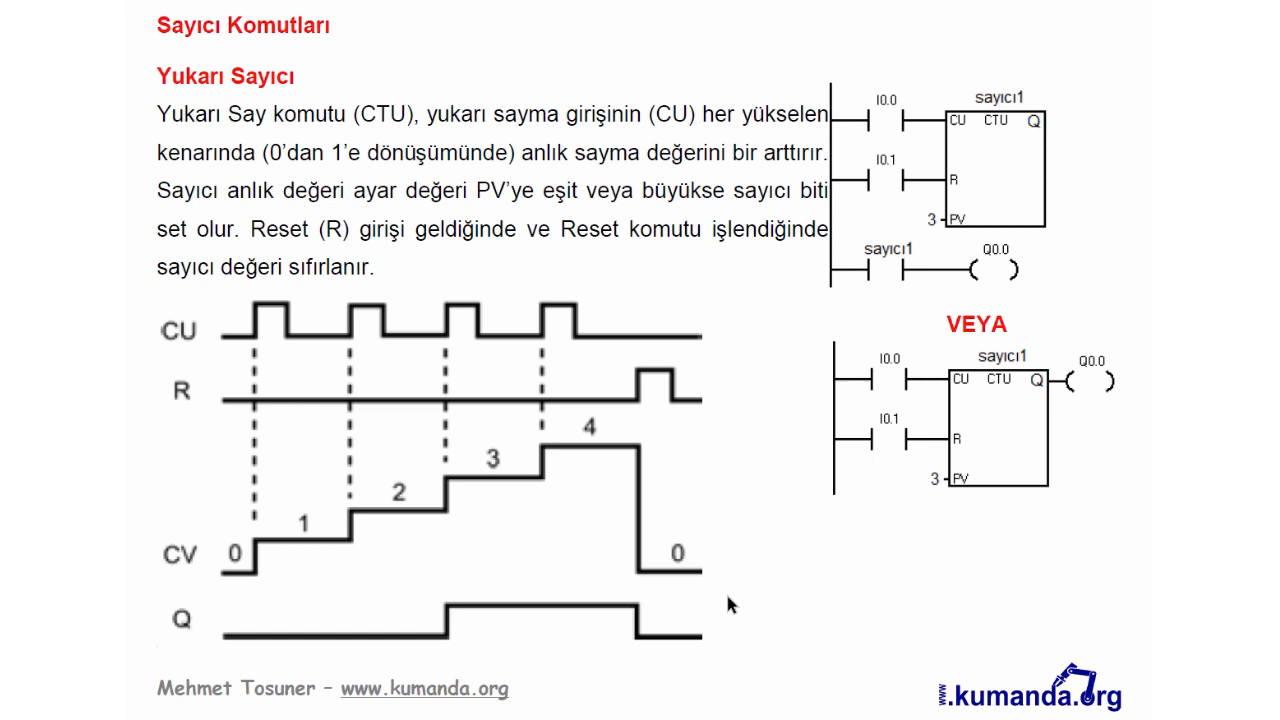 Sayıcı Komutları
Yukarı Sayıcı
Yukarı Say komutu (CTU), yukarı sayma girişinin (CU) her yükselen
kenarında (0’dan 1’e dönüşümünde) anlık sayma değerini bir arttırır.
Sayıcı anlık değeri ayar değeri PV’ye eşit veya büyükse sayıcı biti
set olur. Reset (R) girişi geldiğinde ve Reset komutu işlendiğinde
sayıcı değeri sıfırlanır.
I0.0
sayıcı1
CU CTU Q
I0.1
R
3 PV
sayıcı1 Q0.0
VEYA
I0.0
sayıcı1
Q0.0
CU CTU Q
I0.1
R
3 PV
CU
R
4
3
2
1
CV 0 0
Q
Mehmet Tosuner – www.kumanda.org
www.kumanda.org